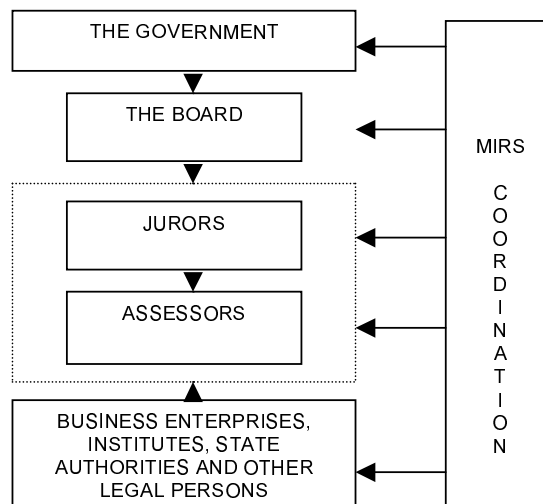 THE GOVERNMENT
THE BOARD
JURORS
ASSESSORS
BUSINESS ENTERPRISES,
INSTITUTES, STATE
AUTHORITIES AND OTHER
LEGAL PERSONS
MIRS
C
O
O
R
D
I
N
A
T
I
O
N